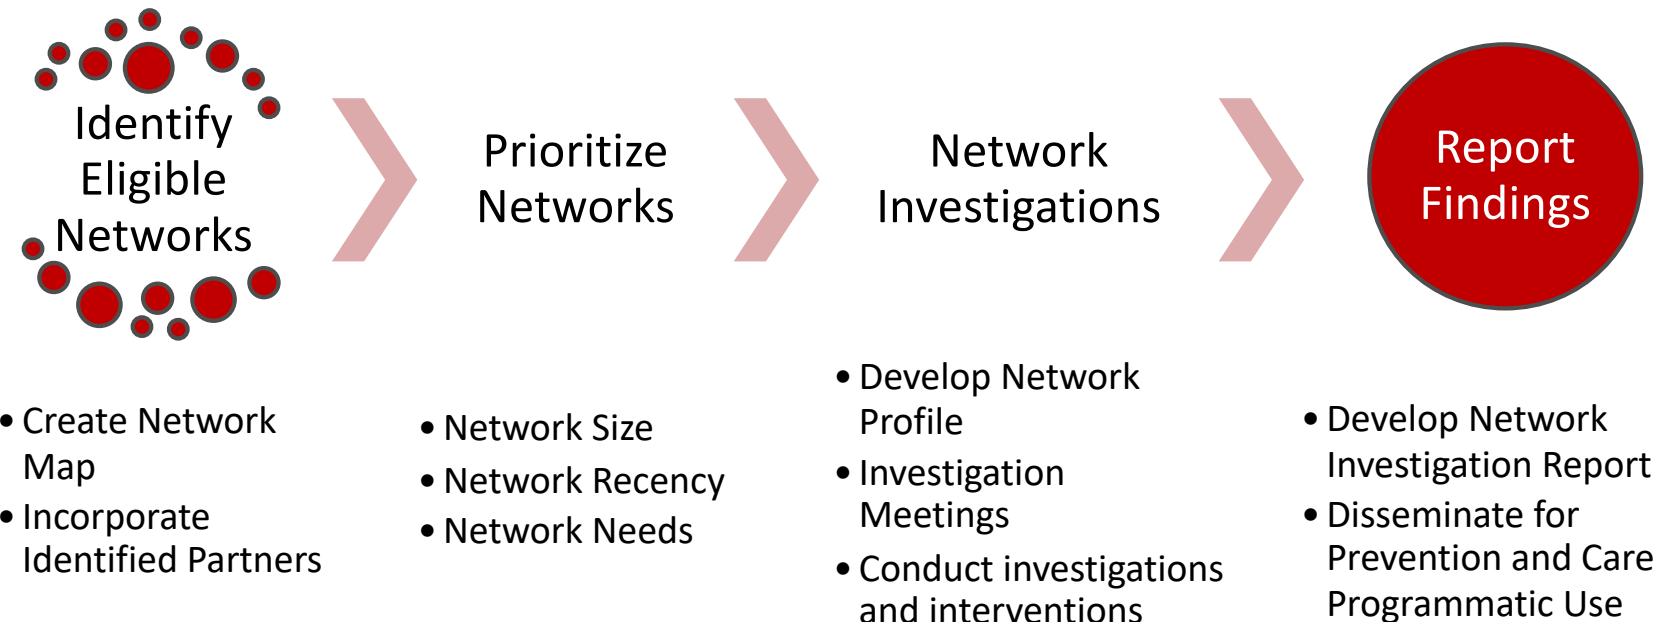 Identify
Eligible
Networks
Prioritize
Networks
Network
Investigations
Report
Findings
• Create Network
Map
• Incorporate
Identified Partners
• Network Size
• Network Recency
• Network Needs
• Develop Network
Profile
• Investigation
Meetings
• Conduct investigations
and interventions
• Develop Network
Investigation Report
• Disseminate for
Prevention and Care
Programmatic Use